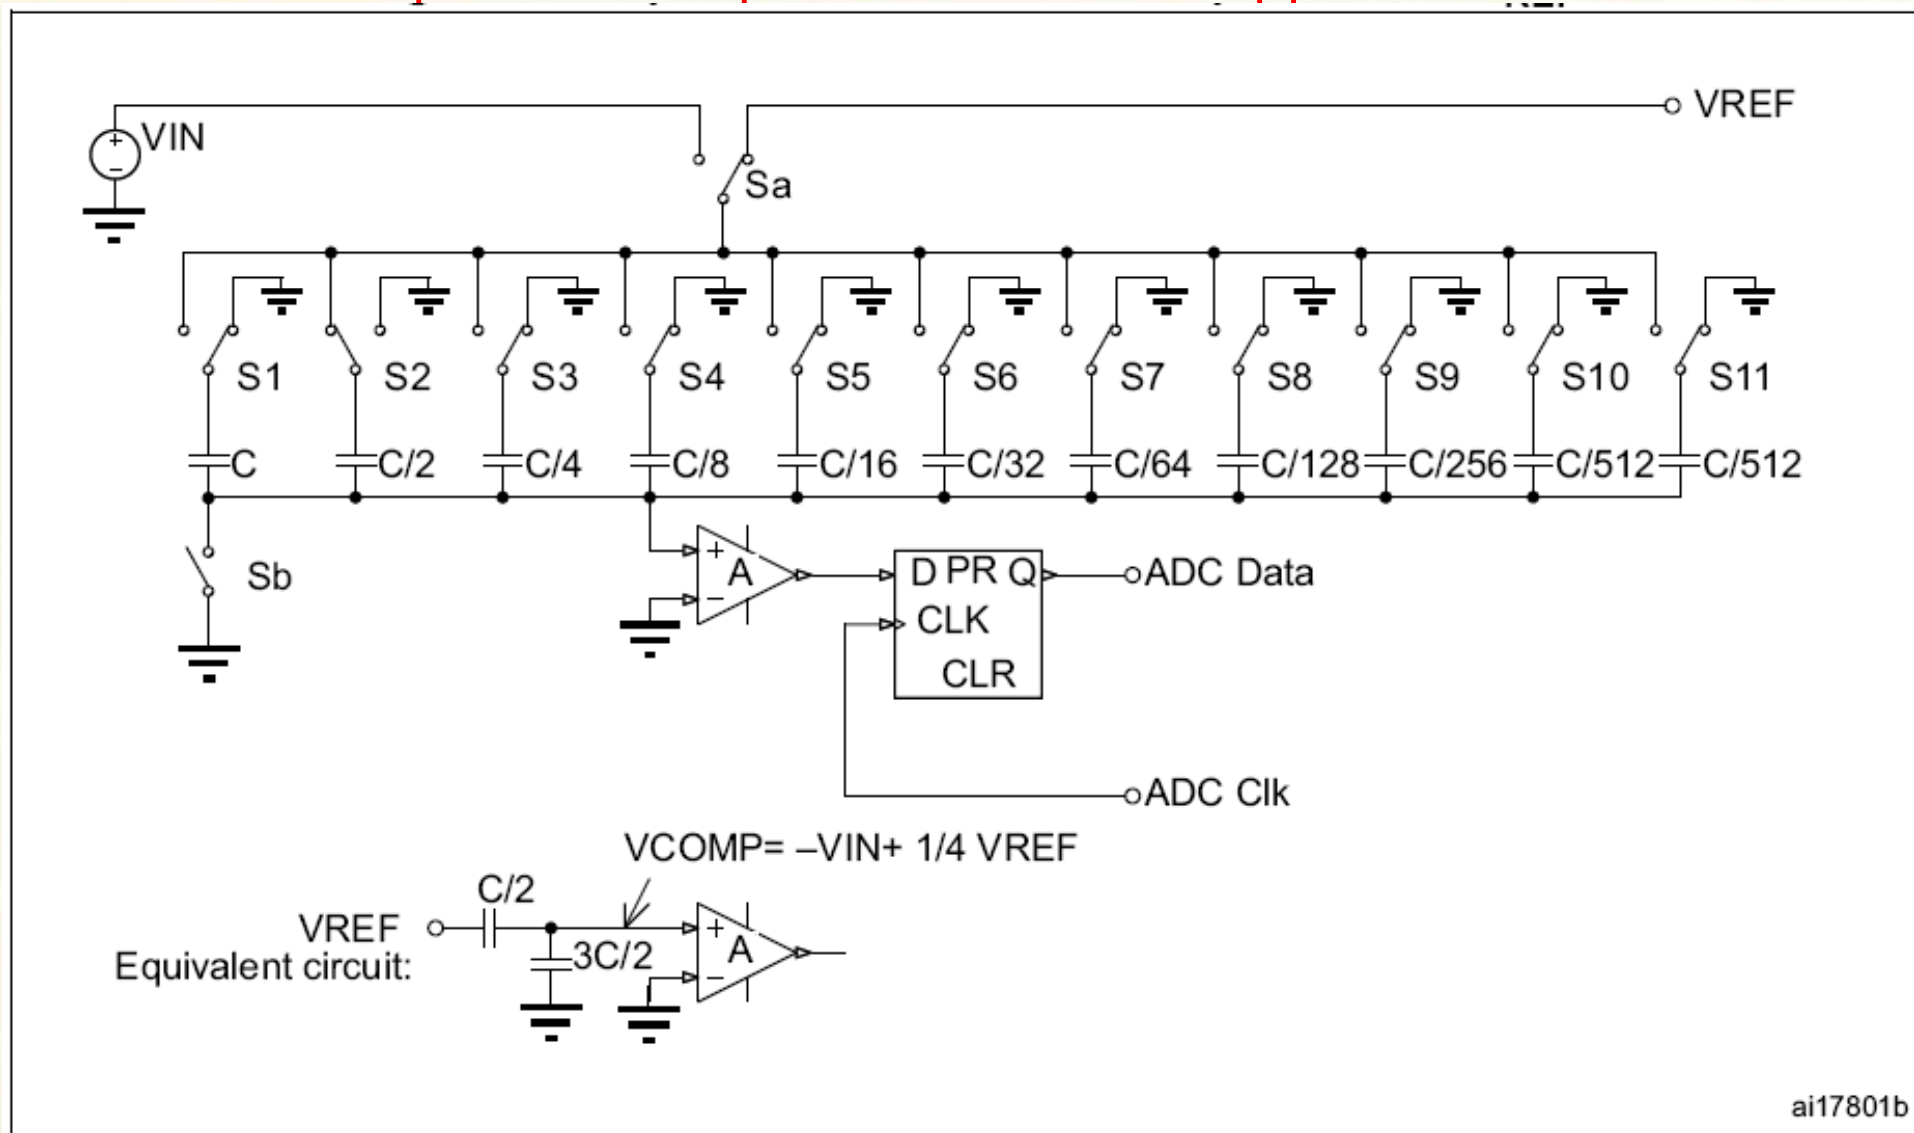 VREF
VIN
Sa
S1 S2 S3 S4 S5 S6 S7 S8 S9 S10 S11
C C/2 C/4 C/8 C/16 C/32 C/64 C/128 C/256 C/512 C/512
Sb
+ A −
D PR Q
CLK
CLR
ADC Data
ADC Clk
VCOMP= –VIN+ 1/4 VREF
C/2
VREF
3C/2
+ A −
Equivalent circuit:
ai17801b